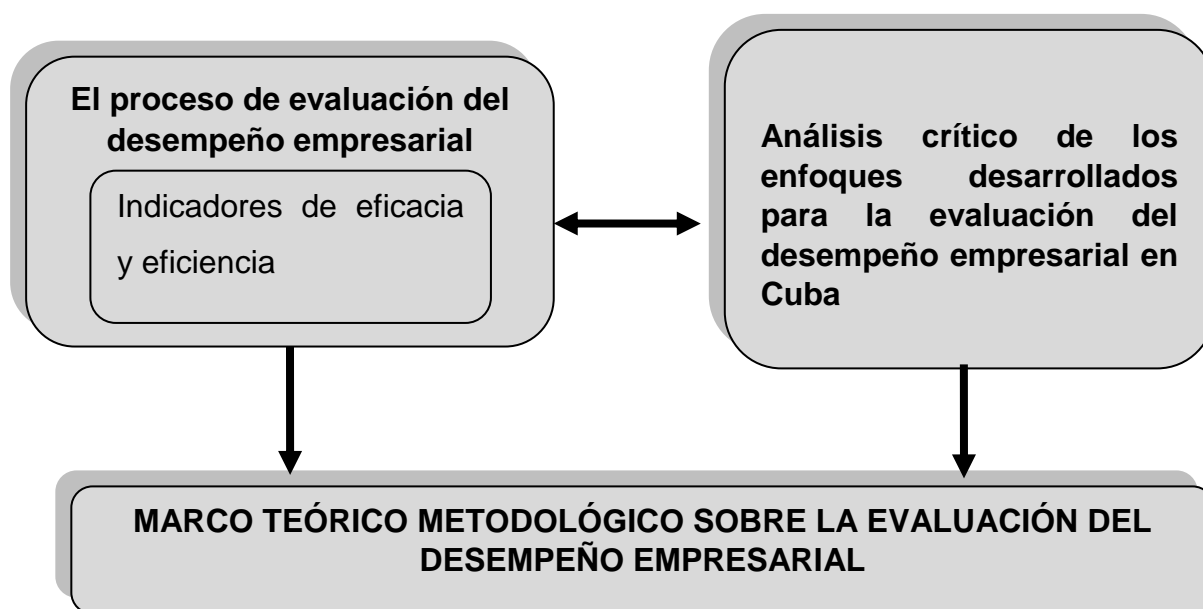 El proceso de evaluación del
desempeño empresarial
Indicadores de eficacia
y eficiencia
Análisis crítico de los
enfoques desarrollados
para la evaluación del
desempeño empresarial en
Cuba
MARCO TEÓRICO METODOLÓGICO SOBRE LA EVALUACIÓN DEL
DESEMPEÑO EMPRESARIAL